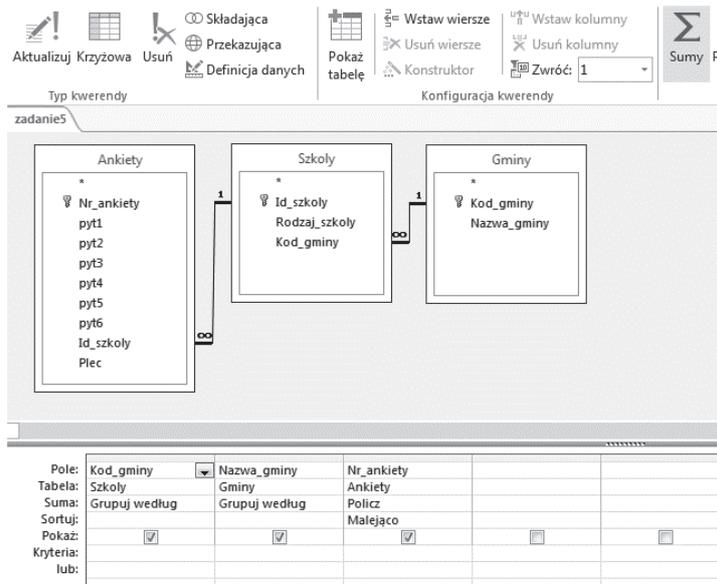 Aktualizuj Krzyżowa Usuń
Składająca
Przekazująca
Definicja danych
Typ kwerendy
Pokaż
tabelę
Wstaw wiersze
Usuń wiersze
Konstruktor
Wstaw kolumny
Usuń kolumny
Zwróć: 1
Konfiguracja kwerendy
Sumy
zadanie5
Ankiety
*
Nr_ankiety
pyt1
pyt2
pyt3
pyt4
pyt5
pyt6
Id_szkoly
Plec
1
∞
Szkoly
*
Id_szkoly
Rodzaj_szkoly
Kod_gminy
1
∞
Gminy
*
Kod_gminy
Nazwa_gminy
Pole: Kod_gminy Nazwa_gminy Nr_ankiety
Tabela: Szkoly Gminy Ankiety
Suma: Grupuj według Grupuj według Policz
Sortuj: Malejąco
Pokaż:
Kryteria:
lub: